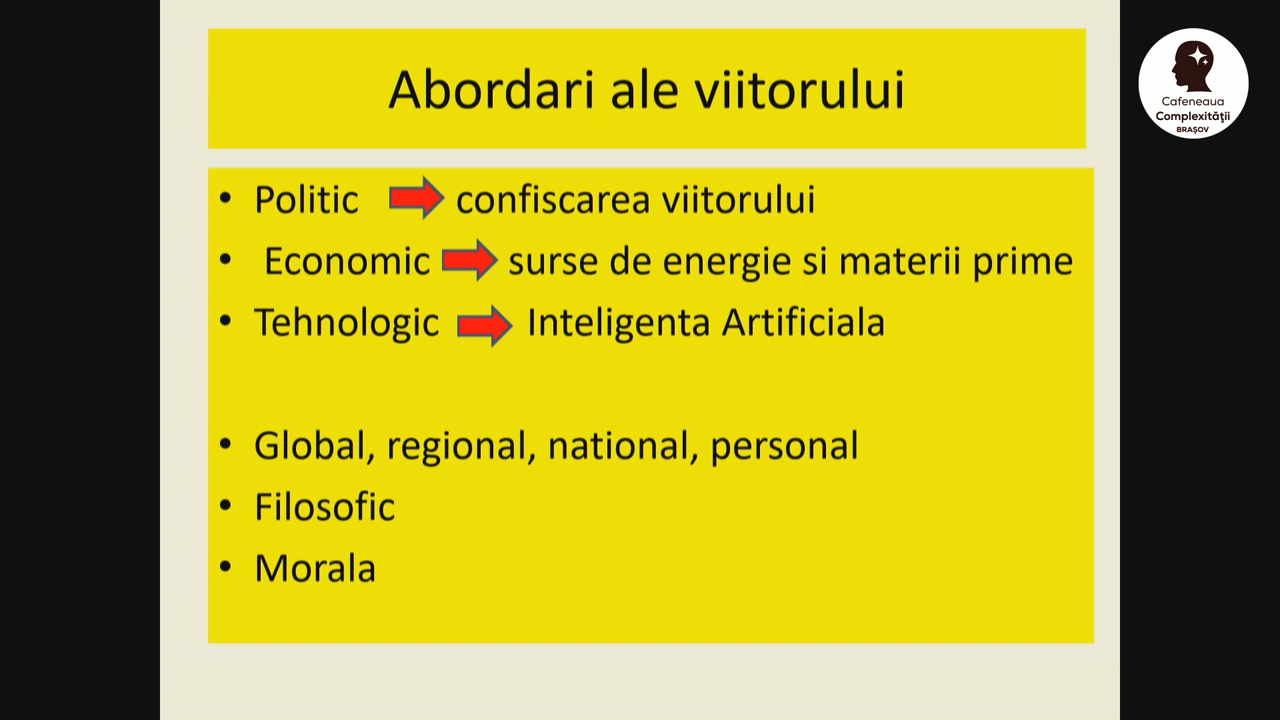 Abordari ale viitorului
• Politic confiscarea viitorului
• Economic surse de energie si materii prime
• Tehnologic Inteligenta Artificiala
• Global, regional, national, personal
• Filosofic
• Morala
Cafeneaua
Complexităţii
BRAȘOV